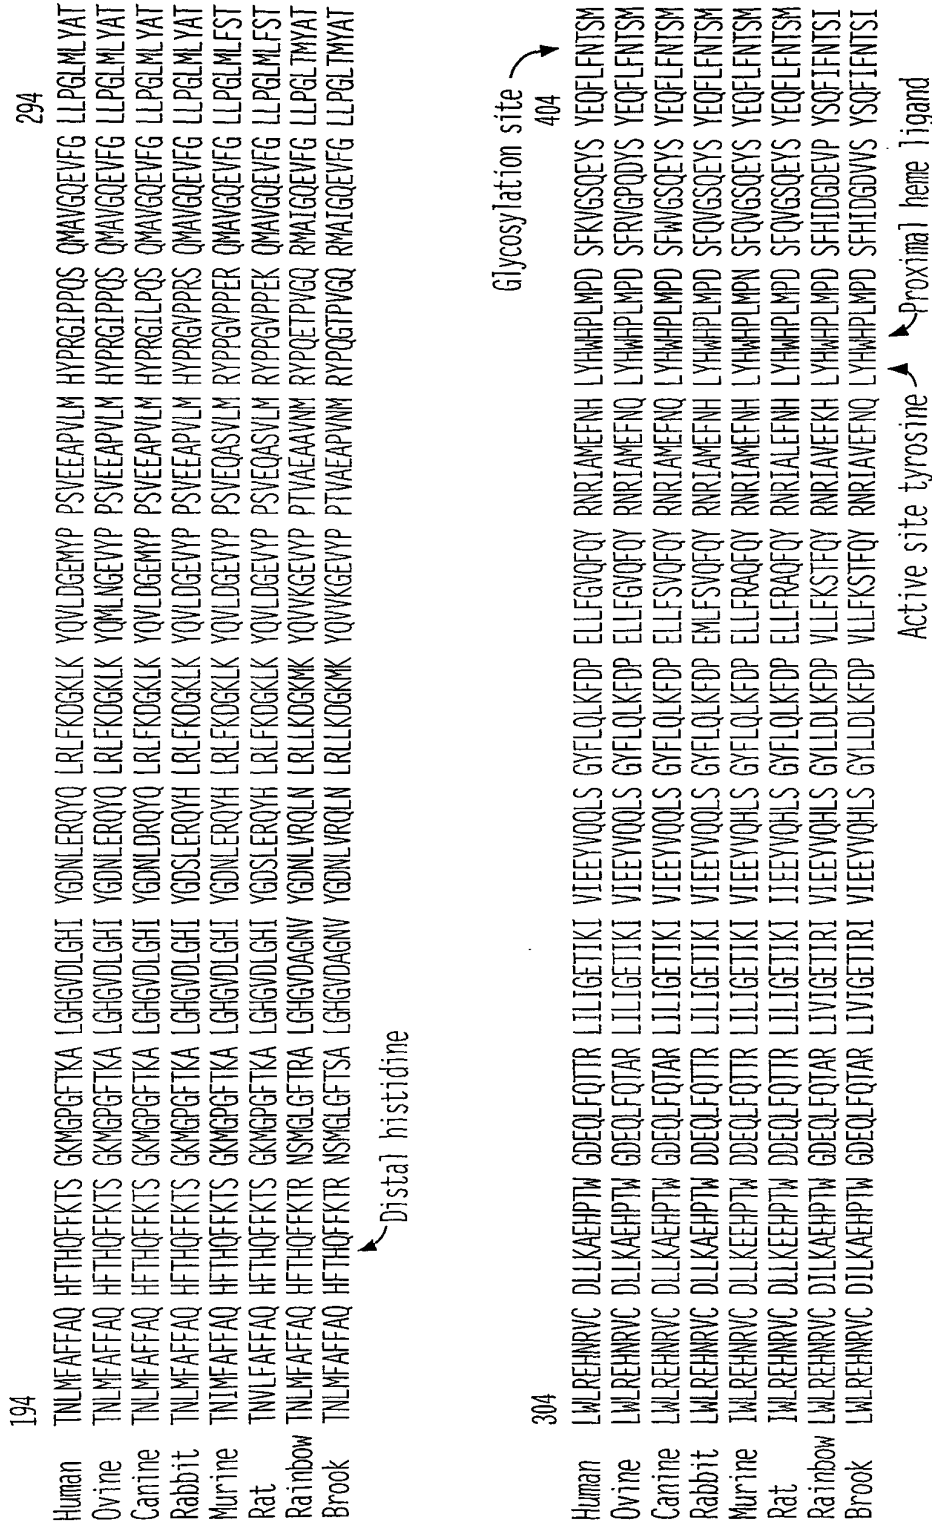 194 294
Human TNLMFAFFAQ HFTHQFFKTS GKMGPGFTKA LGHGVDLGHI YGDNLERQYQ LRLFKDGKLK YQVLDGEMYP PSVEEAPVLM HYPRGIPPQS QMAVGQEVFG LLPGLMLYAT
Ovine TNLMFAFFAQ HFTHQFFKTS GKMGPGFTKA LGHGVDLGHI YGDNLERQYQ LRLFKDGKLK YQMLNGEVYP PSVEEAPVLM HYPRGIPPQS QMAVGQEVFG LLPGLMLYAT
Canine TNLMFAFFAQ HFTHQFFKTS GKMGPGFTKA LGHGVDLGHI YGDNLDRQYQ LRLFKDGKLK YQVLDGEMYP PSVEEAPVLM HYPRGILPQS QMAVGQEVFG LLPGLMLYAT
Rabbit TNLMFAFFAQ HFTHQFFKTS GKMGPGFTKA LGHGVDLGHI YGDSLERQYH LRLFKDGKLK YQVLDGEVYP PSVEEAPVLM HYPRGVPPRS QMAVGQEVFG LLPGLMLYAT
Murine TNIMFAFFAQ HFTHQFFKTS GKMGPGFTKA LGHGVDLGHI YGDNLERQYH LRLFKDGKLK YQVLDGEVYP PSVEQASVLM RYPPGVPPER QMAVGQEVFG LLPGLMLFST
Rat TNVLFAFFAQ HFTHQFFKTS GKMGPGFTKA LGHGVDLGHI YGDSLERQYH LRLFKDGKLK YQVLDGEVYP PSVEQASVLM RYPPGVPPEK QMAVGQEVFG LLPGLMLFST
Rainbow TNLMFAFFAQ HFTHQFFKTR NSMGLGFTRA LGHGVDAGNV YGDNLVRQLN LRLLKDGKMK YQVVKGEVYP PTVAEAAVNM RYPQETPVGQ RMAIGQEVFG LLPGLTMYAT
Brook TNLMFAFFAQ HFTHQFFKTR NSMGLGFTSA LGHGVDAGNV YGDNLVRQLN LRLLKDGKMK YQVVKGEVYP PTVAEAPVNM RYPQGTPVGQ RMAIGQEVFG LLPGLTMYAT
Distal histidine
Glycosylation site
304 404
Human LWLREHNRVC DLLKAEHPTW GDEQLFQTTR LILIGETIKI VIEEYVQQLS GYFLQLKFDP ELLFGVQFQY RNRIAMEFNH LYHWHPLMPD SFKVGSQEYS YEQFLFNTSM
Ovine LWLREHNRVC DLLKAEHPTW GDEQLFQTAR LILIGETIKI VIEEYVQQLS GYFLQLKFDP ELLFGVQFQY RNRIAMEFNQ LYHWHPLMPD SFRVGPQDYS YEQFLFNTSM
Canine LWLREHNRVC DLLKAEHPTW GDEQLFQTAR LILIGETIKI VIEEYVQQLS GYFLQLKFDP ELLFSVQFQY RNRIAMEFNQ LYHWHPLMPD SFWVGSQEYS YEQFLFNTSM
Rabbit LWLREHNRVC DLLKAEHPTW DDEQLFQTTR LILIGETIKI VIEEYVQQLS GYFLQLKFDP EMLFSVQFQY RNRIAMEFNH LYHWHPLMPD SFQVGSQEYS YEQFLFNTSM
Murine IWLREHNRVC DLLKEEHPTW DDEQLFQTTR LILIGETIKI VIEEYVQHLS GYFLQLKFDP ELLFRAQFQY RNRIAMEFNH LYHWHPLMPN SFQVGSQEYS YEQFLFNTSM
Rat IWLREHNRVC DLLKEEHPTW DDEQLFQTTR LILIGETIKI IIEEYVQHLS GYFLQLKFDP ELLFRAQFQY RNRIALEFNH LYHWHPLMPD SFQVGSQEYS YEQFLFNTSM
Rainbow LWLREHNRVC DILKAEHPTW GDEQLFQTAR LIVIGETIRI VIEEYVQHLS GYLLDLKFDP VLLFKSTFQY RNRIAVEFKH LYHWHPLMPD SFHIDGDEVP YSQFIFNTSI
Brook LWLREHNRVC DILKAEHPTW GDEQLFQTAR LIVIGETIRI VIEEYVQHLS GYLLDLKFDP VLLFKSTFQY RNRIAVEFNQ LYHWHPLMPD SFHIDGDVVS YSQFIFNTSI
Active site tyrosine
Proximal heme ligand